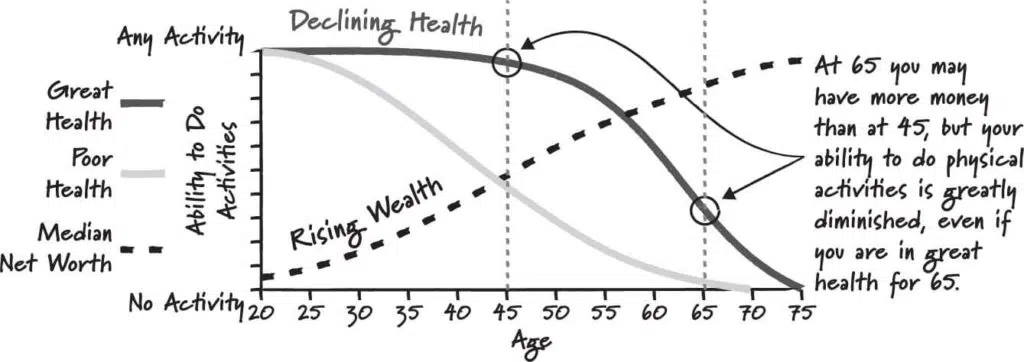 Declining Health
Any Activity
Great
Health
Poor
Health
Median
Net Worth
Ability to Do
Activities
Rising Wealth
No Activity
20 25 30 35 40 45 50 55 60 65 70 75
Age
At 65 you may
have more money
than at 45, but your
ability to do physical
activities is greatly
diminished, even if
you are in great
health for 65.